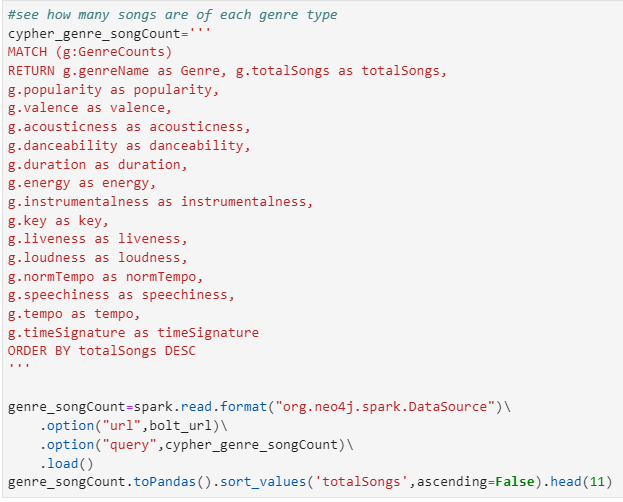 #see how many songs are of each genre type
cypher_genre_songCount='''
MATCH (g:GenreCounts)
RETURN g.genreName as Genre, g.totalSongs as totalSongs,
g.popularity as popularity,
g.valence as valence,
g.acousticness as acousticness,
g.danceability as danceability,
g.duration as duration,
g.energy as energy,
g.instrumentalness as instrumentalness,
g.key as key,
g.liveness as liveness,
g.loudness as loudness,
g.normTempo as normTempo,
g.speechiness as speechiness,
g.tempo as tempo,
g.timeSignature as timeSignature
ORDER BY totalSongs DESC
'''
genre_songCount=spark.read.format("org.neo4j.spark.DataSource")\
    .option("url",bolt_url)\
    .option("query",cypher_genre_songCount)\
    .load()
genre_songCount.toPandas().sort_values('totalSongs',ascending=False).head(11)